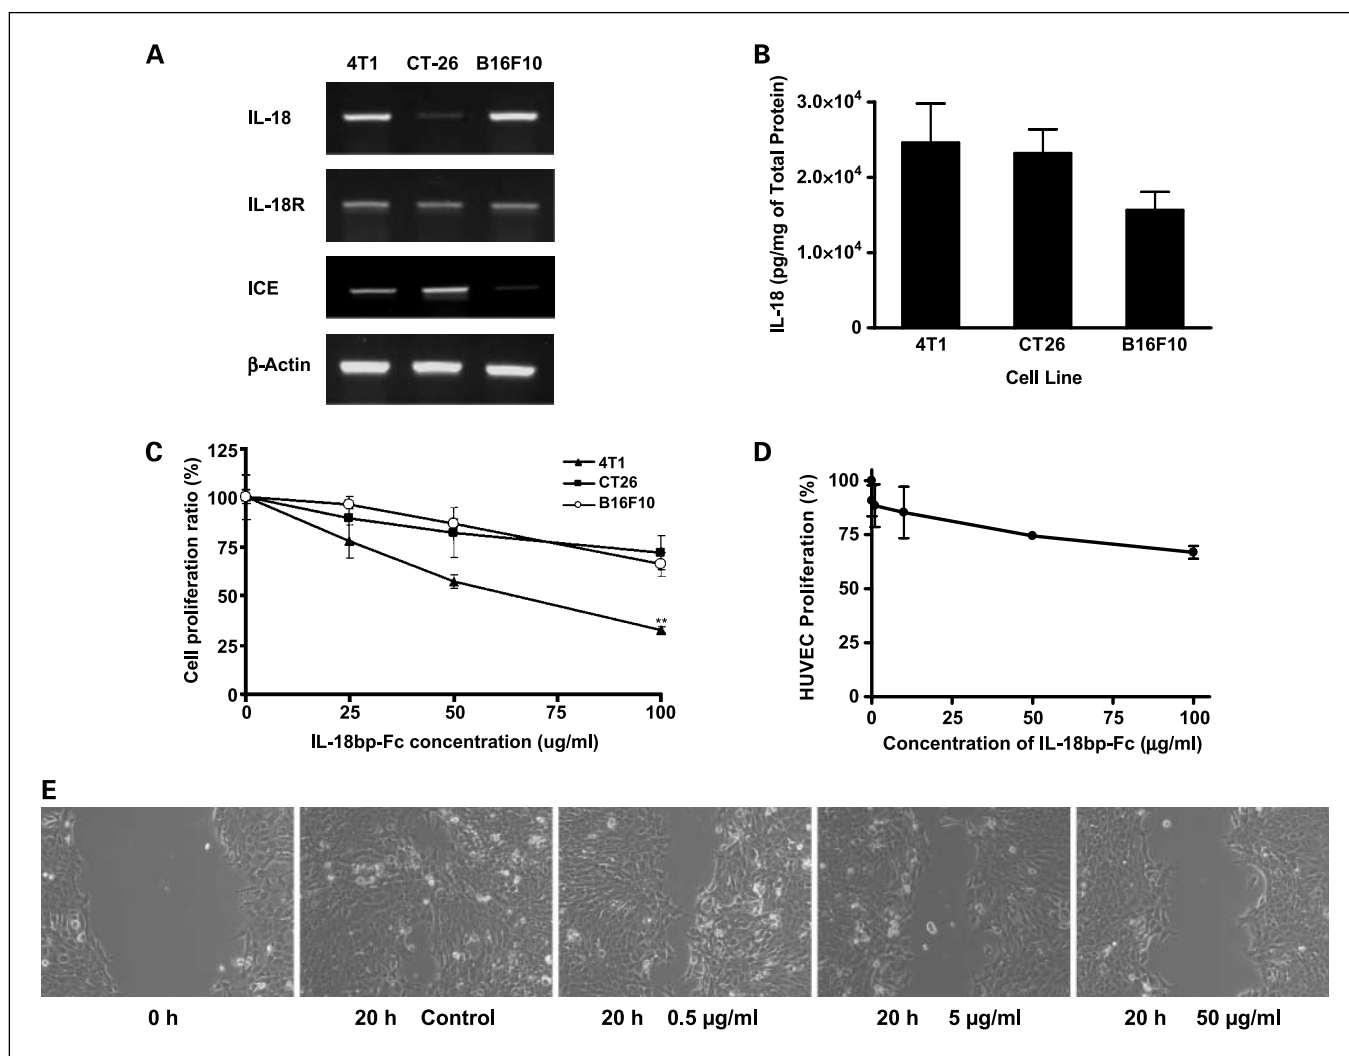 A
4T1 CT-26 B16F10
IL-18
IL-18R
ICE
β-Actin
B
IL-18 (pg/mg of Total Protein)
3.0×10⁴
2.0×10⁴
1.0×10⁴
0
4T1 CT26 B16F10
Cell Line
C
Cell proliferation ratio (%)
125
100
75
50
25
0
4T1
CT26
B16F10
**
0 25 50 75 100
IL-18bp-Fc concentration (ug/ml)
D
HUVEC Proliferation (%)
100
75
50
25
0
0 25 50 75 100
Concentration of IL-18bp-Fc (μg/ml)
E
0 h
20 h Control
20 h 0.5 μg/ml
20 h 5 μg/ml
20 h 50 μg/ml